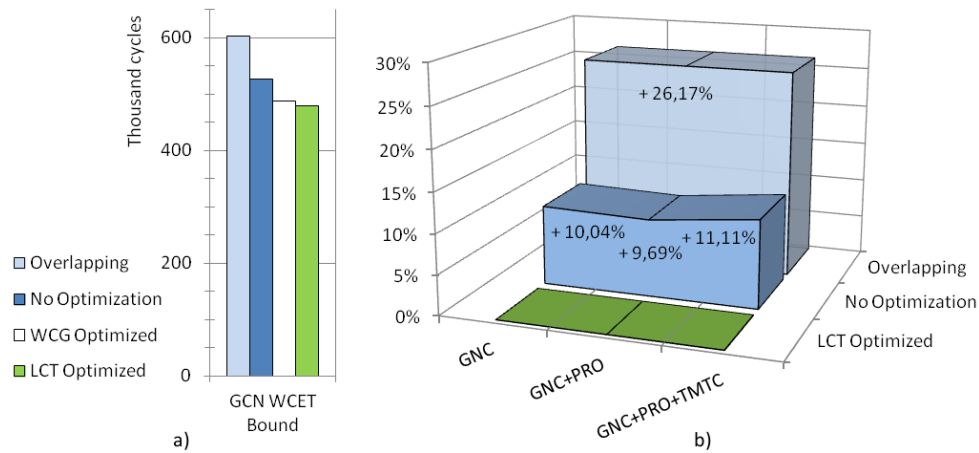 Thousand cycles
600
400
200
0
Overlapping
No Optimization
WCG Optimized
LCT Optimized
GCN WCET
Bound
a)
30%
25%
20%
15%
10%
5%
0%
+ 26,17%
+ 10,04%
+ 9,69%
+ 11,11%
GNC
GNC+PRO
GNC+PRO+TMTC
Overlapping
No Optimization
LCT Optimized
b)